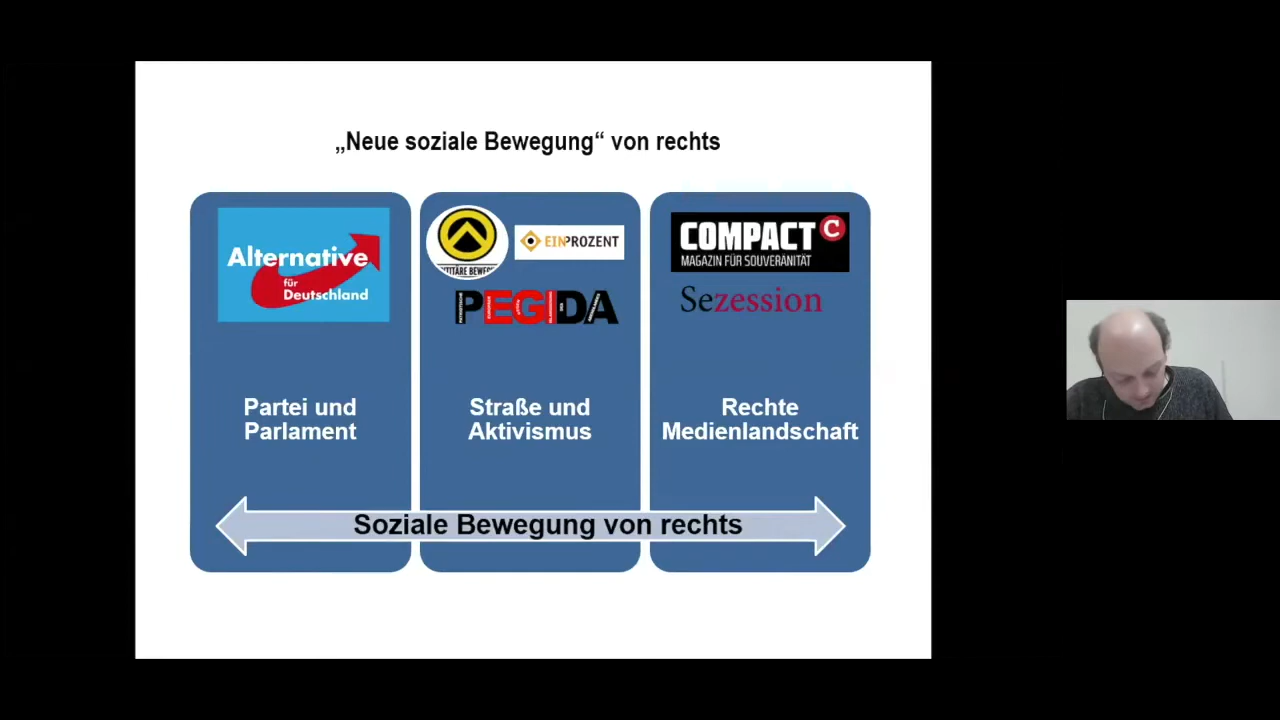 „Neue soziale Bewegung“ von rechts
Alternative
für
Deutschland
EINPROZENT
PEGIDA
COMPACT C
MAGAZIN FÜR SOUVERÄNITÄT
Sezession
Partei und
Parlament
Straße und
Aktivismus
Rechte
Medienlandschaft
Soziale Bewegung von rechts